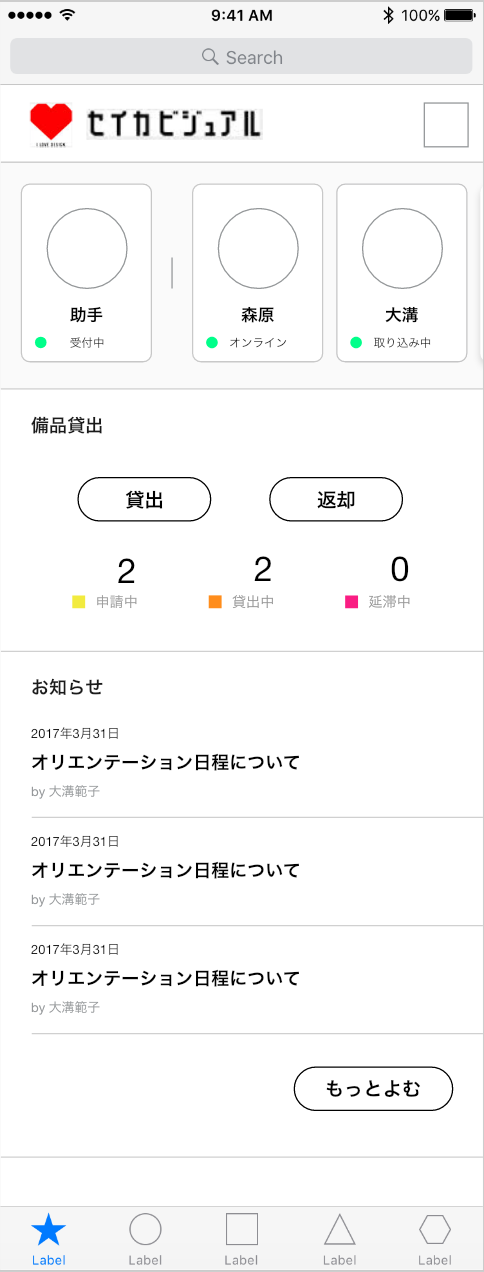 9:41 AM
100%
Search
I LOVE DESIGN
セイカビジュアル
助手
受付中
森原
オンライン
大溝
取り込み中
備品貸出
貸出
返却
2
2
0
申請中
貸出中
延滞中
お知らせ
2017年3月31日
オリエンテーション日程について
by 大溝範子
2017年3月31日
オリエンテーション日程について
by 大溝範子
2017年3月31日
オリエンテーション日程について
by 大溝範子
もっとよむ
Label
Label
Label
Label
Label